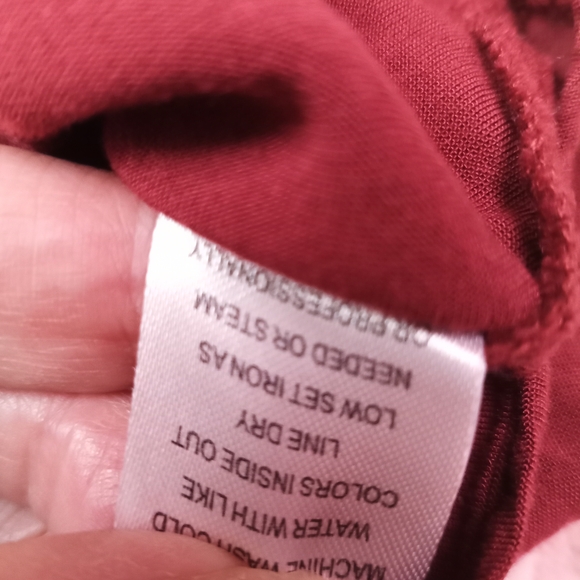 MACHINE WASH COLD
WATER WITH LIKE
COLORS INSIDE OUT
LINE DRY
LOW SET IRON AS
NEEDED OR STEAM
OR PROFESSIONALLY